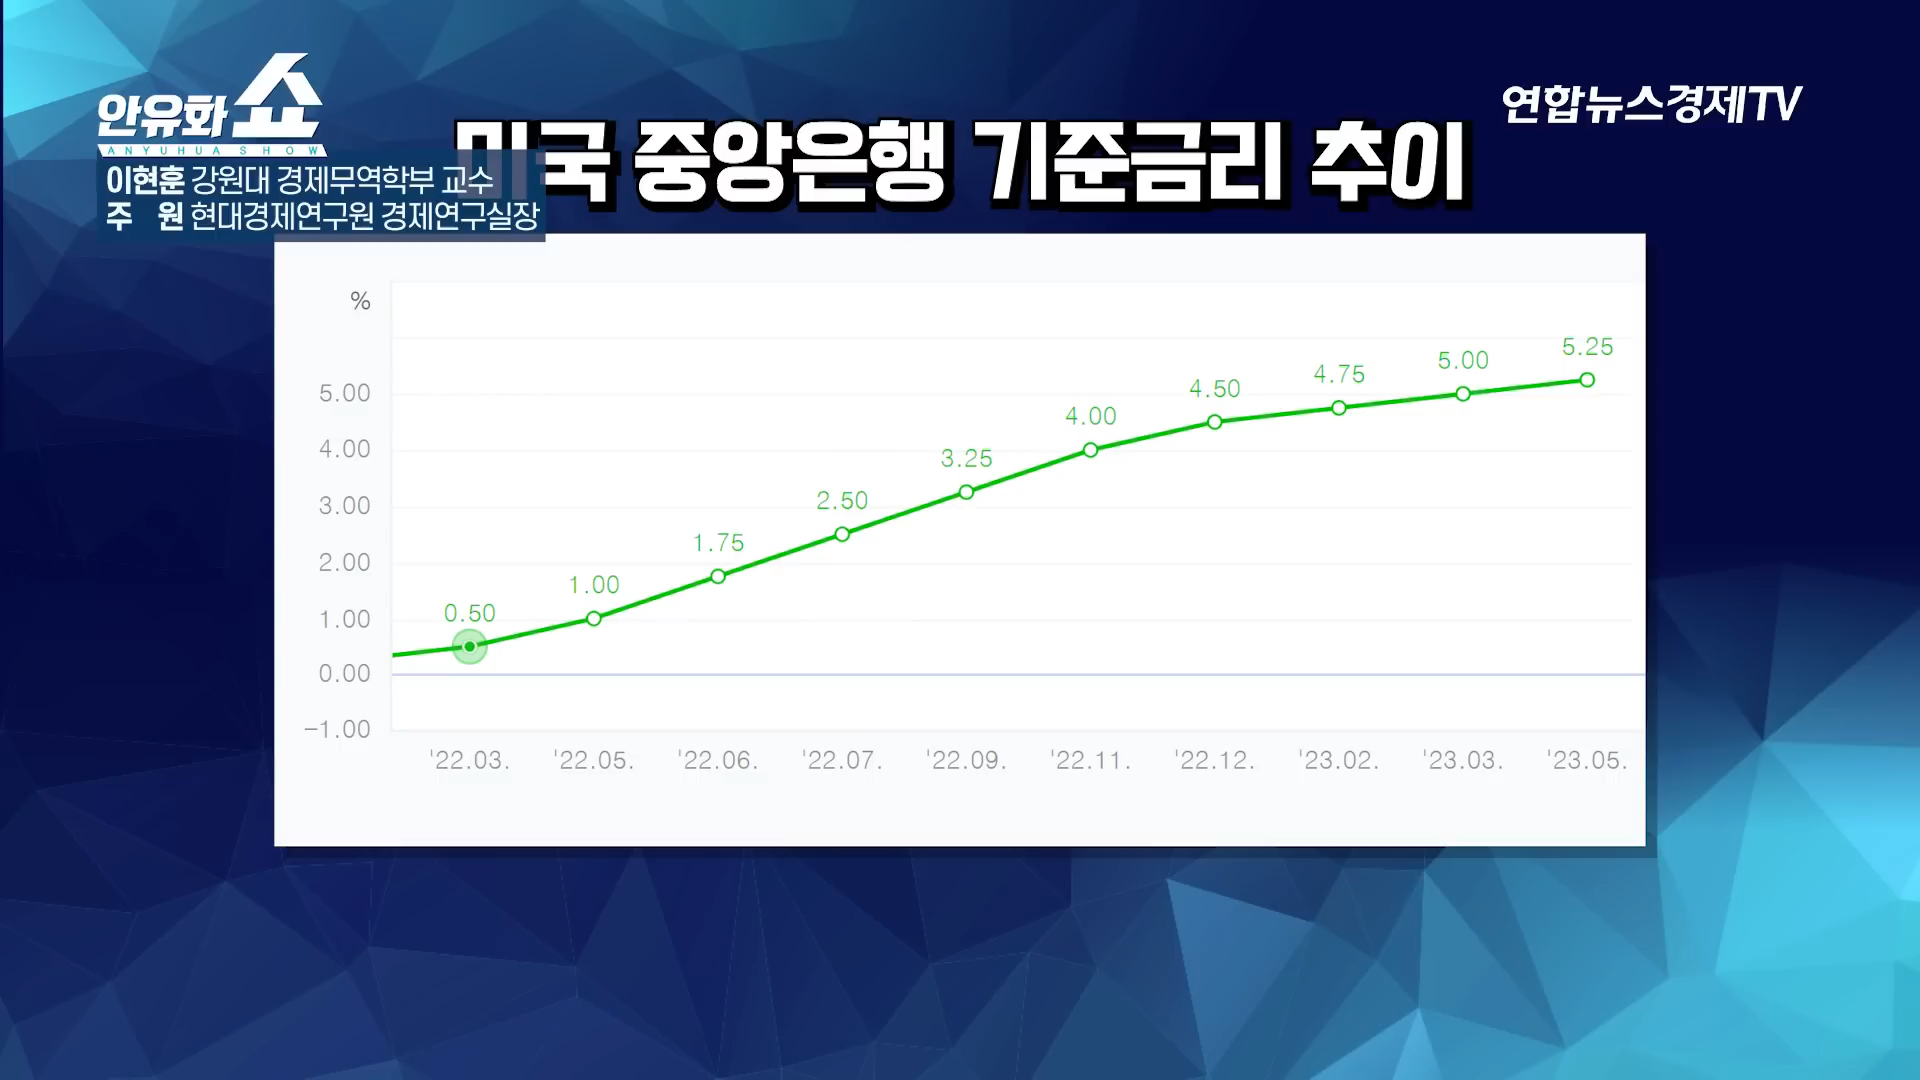 안유화쇼
ANYUHUA SHOW
연합뉴스경제TV
미국 중앙은행 기준금리 추이
이현훈 강원대 경제무역학부 교수
주 원 현대경제연구원 경제연구실장
%
5.00
4.00
3.00
2.00
1.00
0.00
-1.00
0.50
1.00
1.75
2.50
3.25
4.00
4.50
4.75
5.00
5.25
'22.03. '22.05. '22.06. '22.07. '22.09. '22.11. '22.12. '23.02. '23.03. '23.05.